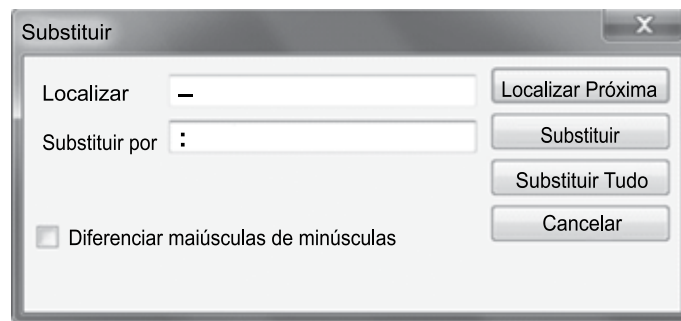 Substituir
X
Localizar
–
Localizar Próxima
Substituir por
:
Substituir
Substituir Tudo
Diferenciar maiúsculas de minúsculas
Cancelar